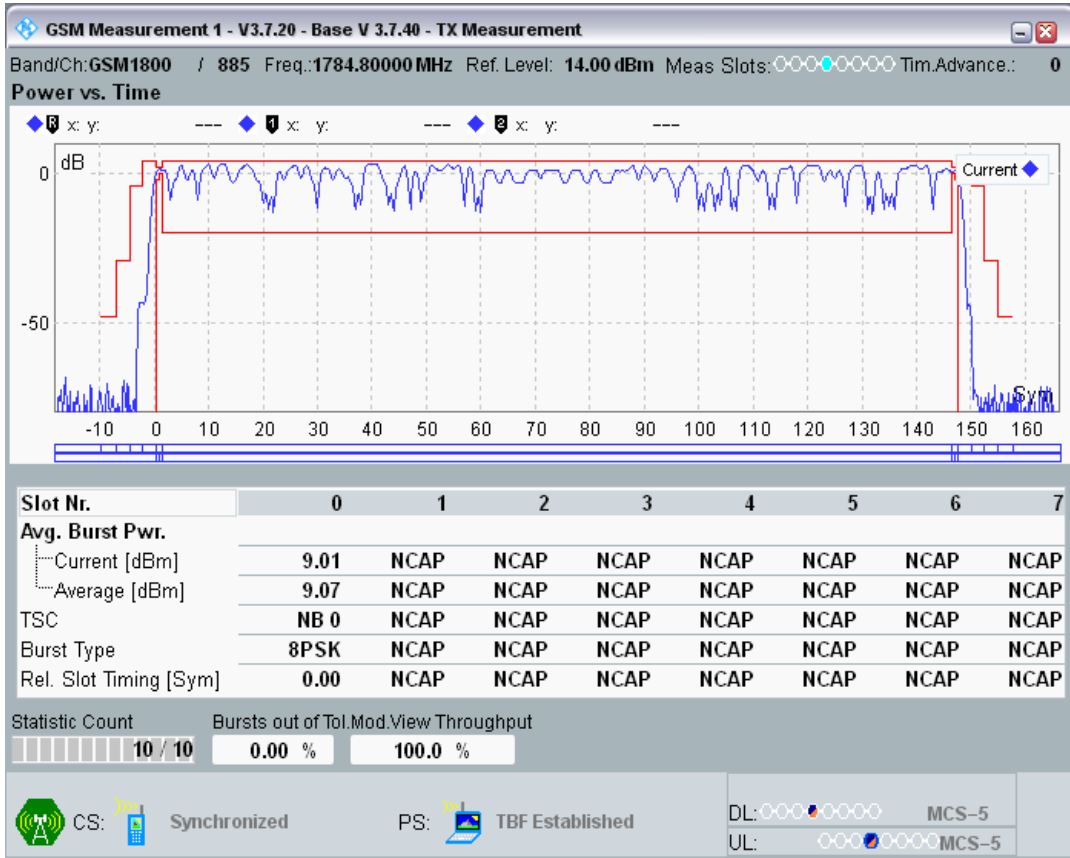 GSM Measurement 1 - V3.7.20 - Base V 3.7.40 - TX Measurement
Band/Ch:GSM1800 / 885 Freq.:1784.80000 MHz Ref. Level: 14.00 dBm Meas Slots: Tim.Advance.: 0
Power vs. Time
R x: y: --- 1 x: y: --- 2 x: y: ---
dB
Current
0
-50
Sym
-10 0 10 20 30 40 50 60 70 80 90 100 110 120 130 140 150 160
Slot Nr. 0 1 2 3 4 5 6 7
Avg. Burst Pwr.
Current [dBm] 9.01 NCAP NCAP NCAP NCAP NCAP NCAP NCAP
Average [dBm] 9.07 NCAP NCAP NCAP NCAP NCAP NCAP NCAP
TSC NB 0 NCAP NCAP NCAP NCAP NCAP NCAP NCAP
Burst Type 8PSK NCAP NCAP NCAP NCAP NCAP NCAP NCAP
Rel. Slot Timing [Sym] 0.00 NCAP NCAP NCAP NCAP NCAP NCAP NCAP
Statistic Count Bursts out of Tol.Mod.View Throughput
10 / 10 0.00 % 100.0 %
CS: Synchronized PS: TBF Established
DL: MCS-5
UL: MCS-5